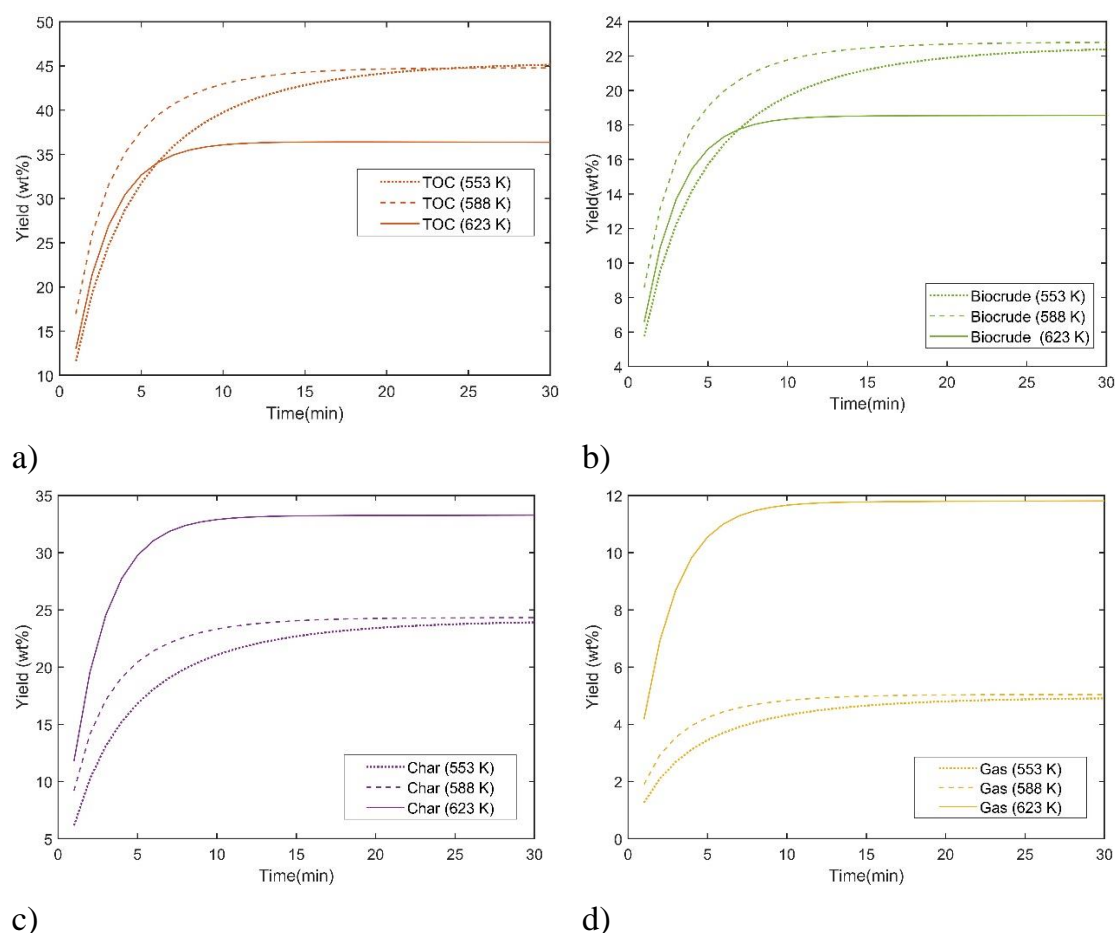 50
45
40
35
30
25
20
15
10
Yield (wt%)
TOC (553 K)
TOC (588 K)
TOC (623 K)
0 5 10 15 20 25 30
Time(min)
a)
24
22
20
18
16
14
12
10
8
6
4
Yield(wt%)
Biocrude (553 K)
Biocrude (588 K)
Biocrude (623 K)
0 5 10 15 20 25 30
Time(min)
b)
35
30
25
20
15
10
5
Yield (wt%)
Char (553 K)
Char (588 K)
Char (623 K)
0 5 10 15 20 25 30
Time(min)
c)
12
10
8
6
4
2
0
Yield (wt%)
Gas (553 K)
Gas (588 K)
Gas (623 K)
0 5 10 15 20 25 30
Time(min)
d)